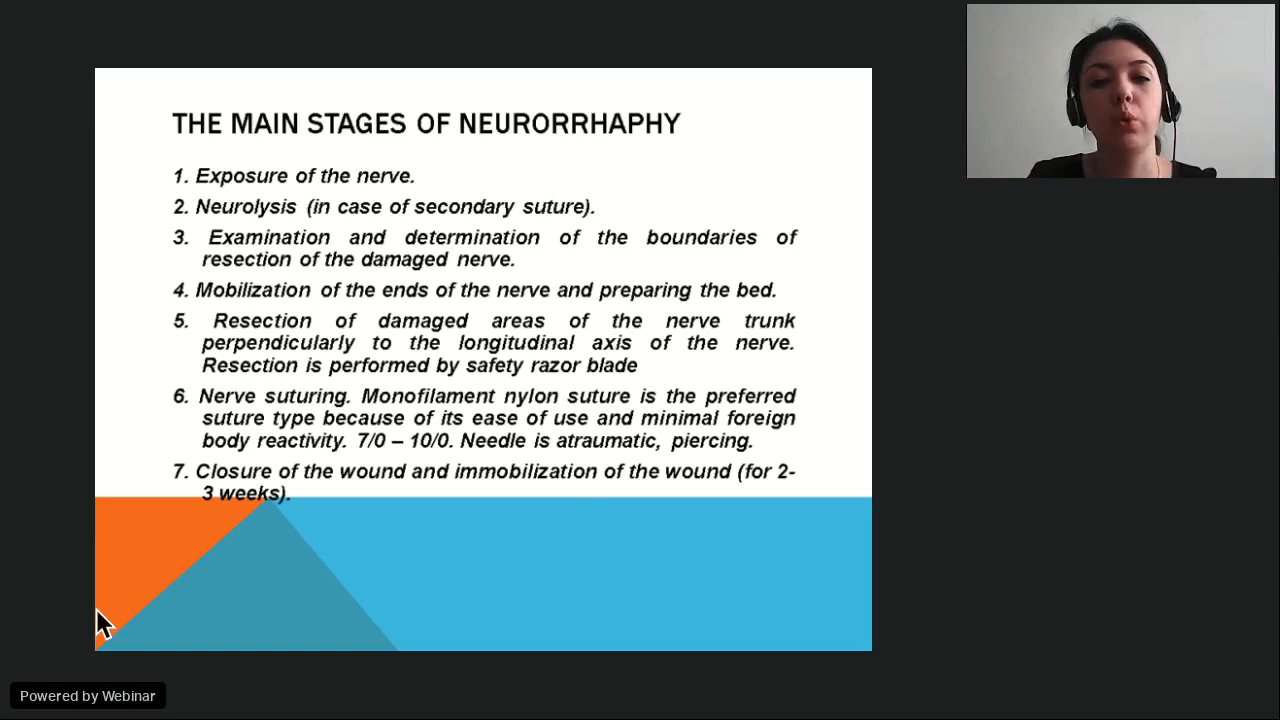 THE MAIN STAGES OF NEURORRHAPHY
1. Exposure of the nerve.
2. Neurolysis (in case of secondary suture).
3. Examination and determination of the boundaries of
resection of the damaged nerve.
4. Mobilization of the ends of the nerve and preparing the bed.
5. Resection of damaged areas of the nerve trunk
perpendicularly to the longitudinal axis of the nerve.
Resection is performed by safety razor blade
6. Nerve suturing. Monofilament nylon suture is the preferred
suture type because of its ease of use and minimal foreign
body reactivity. 7/0 – 10/0. Needle is atraumatic, piercing.
7. Closure of the wound and immobilization of the wound (for 2-
3 weeks).
Powered by Webinar